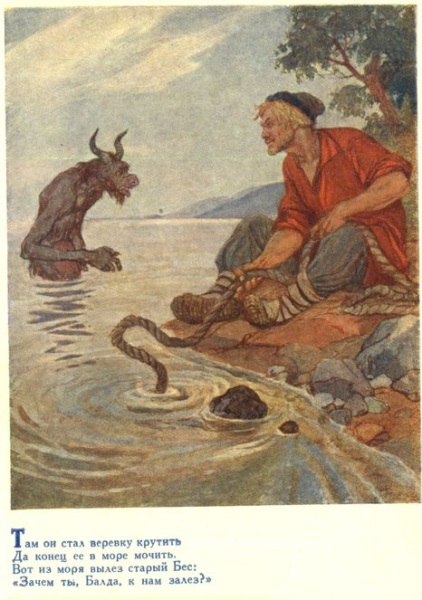 Там он стал веревку крутить
Да конец ее в море мочить.
Вот из моря вылез старый Бес:
«Зачем ты, Балда, к нам залез?»